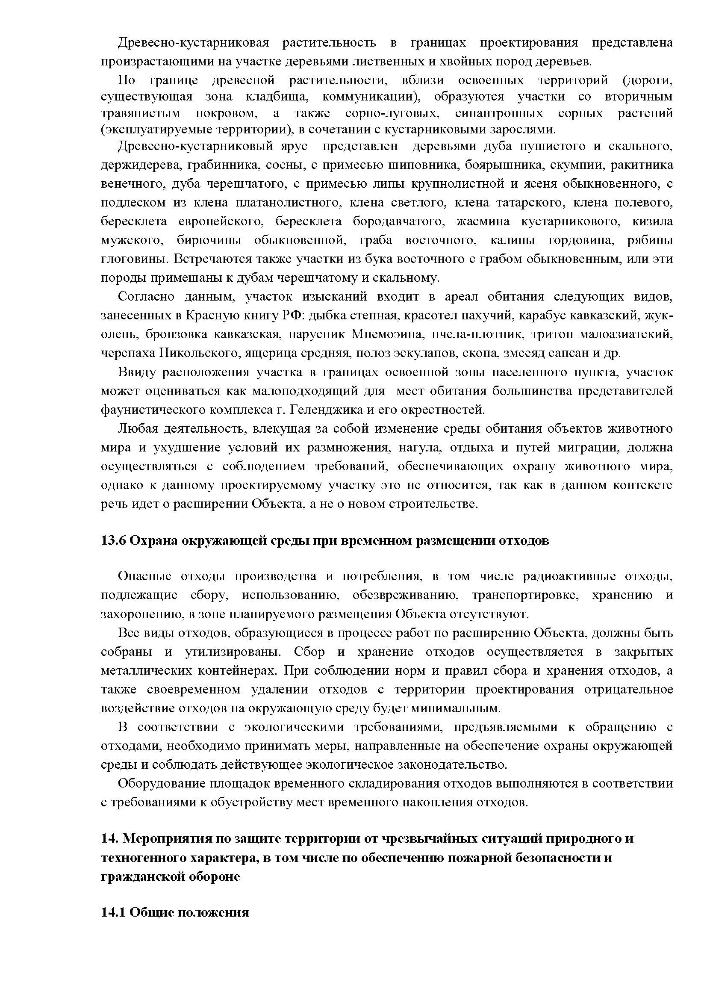 Древесно-кустарниковая растительность в границах проектирования представлена
произрастающими на участке деревьями лиственных и хвойных пород деревьев.
По границе древесной растительности, вблизи освоенных территорий (дороги,
существующая зона кладбища, коммуникации), образуются участки со вторичным
травянистым покровом, а также сорно-луговых, синантропных сорных растений
(эксплуатируемые территории), в сочетании с кустарниковыми зарослями.
Древесно-кустарниковый ярус представлен деревьями дуба пушистого и скального,
держидерева, грабинника, сосны, с примесью шиповника, боярышника, скумпии, ракитника
венечного, дуба черешчатого, с примесью липы крупнолистной и ясеня обыкновенного, с
подлеском из клена платанолистного, клена светлого, клена татарского, клена полевого,
бересклета европейского, бересклета бородавчатого, жасмина кустарникового, кизила
мужского, бирючины обыкновенной, граба восточного, калины гордовина, рябины
глоговины. Встречаются также участки из бука восточного с грабом обыкновенным, или эти
породы примешаны к дубам черешчатому и скальному.
Согласно данным, участок изысканий входит в ареал обитания следующих видов,
занесенных в Красную книгу РФ: дыбка степная, красотел пахучий, карабус кавказский, жук-
олень, бронзовка кавказская, парусник Мнемоэина, пчела-плотник, тритон малоазиатский,
черепаха Никольского, ящерица средняя, полоз эскулапов, скопа, змееяд сапсан и др.
Ввиду расположения участка в границах освоенной зоны населенного пункта, участок
может оцениваться как малоподходящий для мест обитания большинства представителей
фаунистического комплекса г. Геленджика и его окрестностей.
Любая деятельность, влекущая за собой изменение среды обитания объектов животного
мира и ухудшение условий их размножения, нагула, отдыха и путей миграции, должна
осуществляться с соблюдением требований, обеспечивающих охрану животного мира,
однако к данному проектируемому участку это не относится, так как в данном контексте
речь идет о расширении Объекта, а не о новом строительстве.
13.6 Охрана окружающей среды при временном размещении отходов
Опасные отходы производства и потребления, в том числе радиоактивные отходы,
подлежащие сбору, использованию, обезвреживанию, транспортировке, хранению и
захоронению, в зоне планируемого размещения Объекта отсутствуют.
Все виды отходов, образующиеся в процессе работ по расширению Объекта, должны быть
собраны и утилизированы. Сбор и хранение отходов осуществляется в закрытых
металлических контейнерах. При соблюдении норм и правил сбора и хранения отходов, а
также своевременном удалении отходов с территории проектирования отрицательное
воздействие отходов на окружающую среду будет минимальным.
В соответствии с экологическими требованиями, предъявляемыми к обращению с
отходами, необходимо принимать меры, направленные на обеспечение охраны окружающей
среды и соблюдать действующее экологическое законодательство.
Оборудование площадок временного складирования отходов выполняются в соответствии
с требованиями к обустройству мест временного накопления отходов.
14. Мероприятия по защите территории от чрезвычайных ситуаций природного и
техногенного характера, в том числе по обеспечению пожарной безопасности и
гражданской обороне
14.1 Общие положения